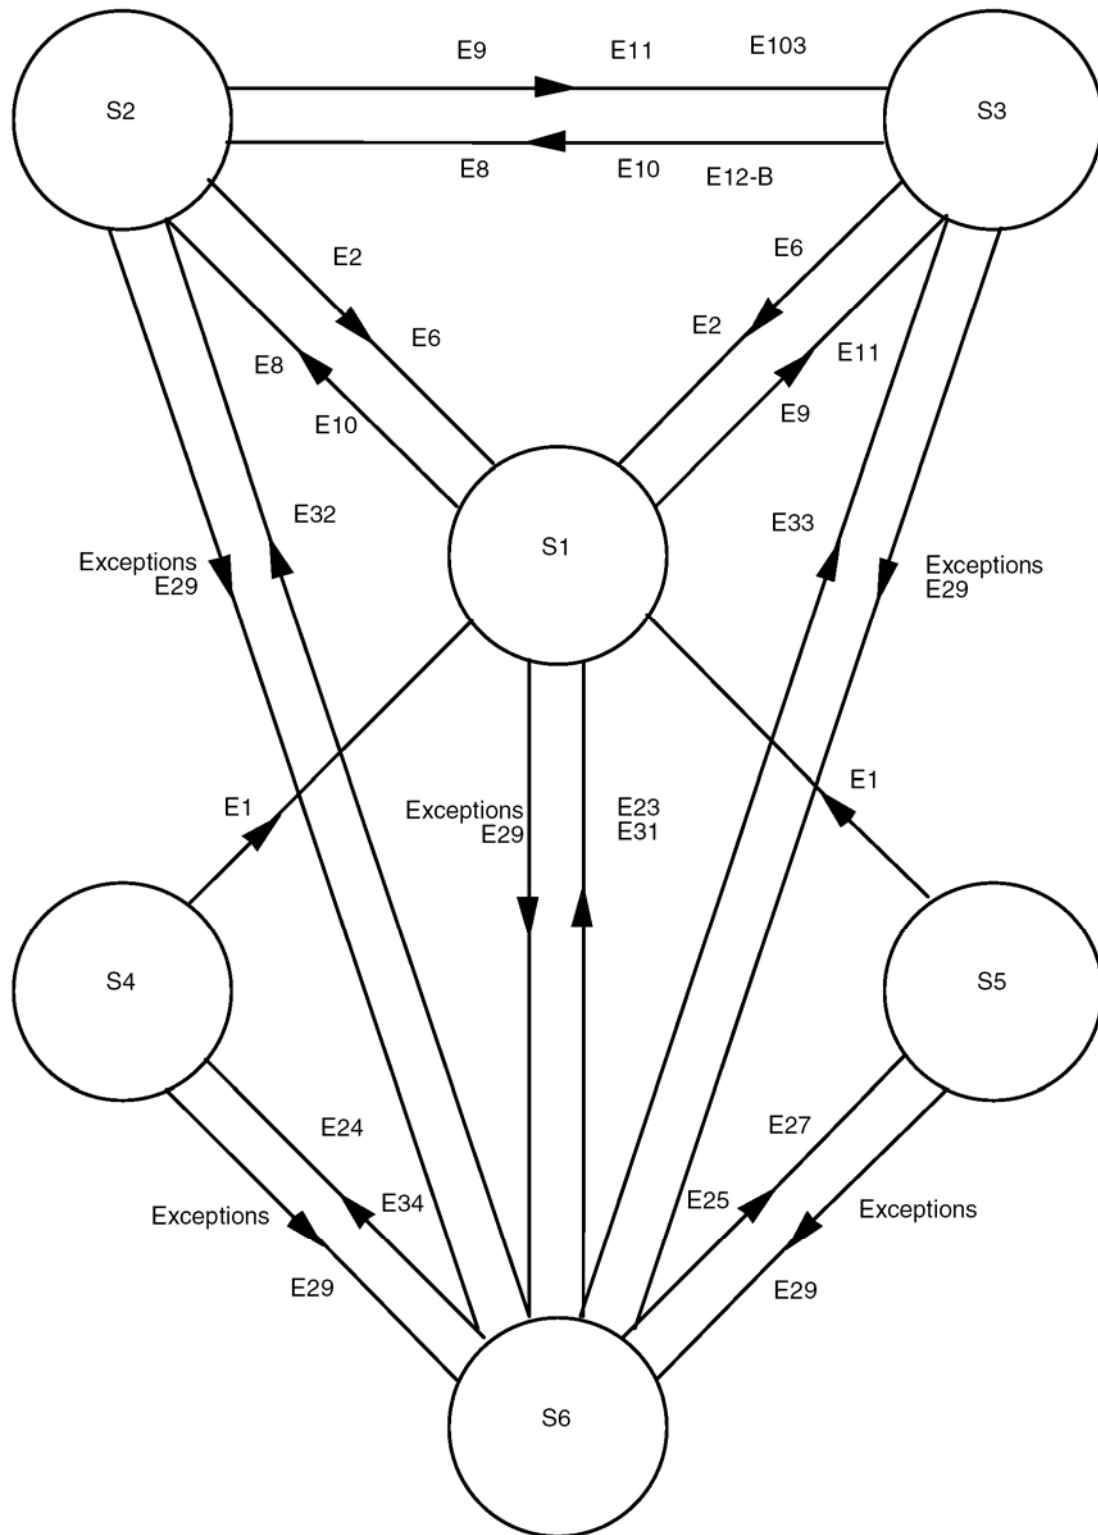 E9 E11 E103
S2 S3
E8 E10 E12-B
E2 E6
E2 E6
E8 E11
E10 E9
E32 E33
S1
Exceptions
E29
Exceptions
E29
E1 E1
Exceptions
E29
E23
E31
S4 S5
E24 E27
E34 E25
Exceptions Exceptions
E29 E29
S6